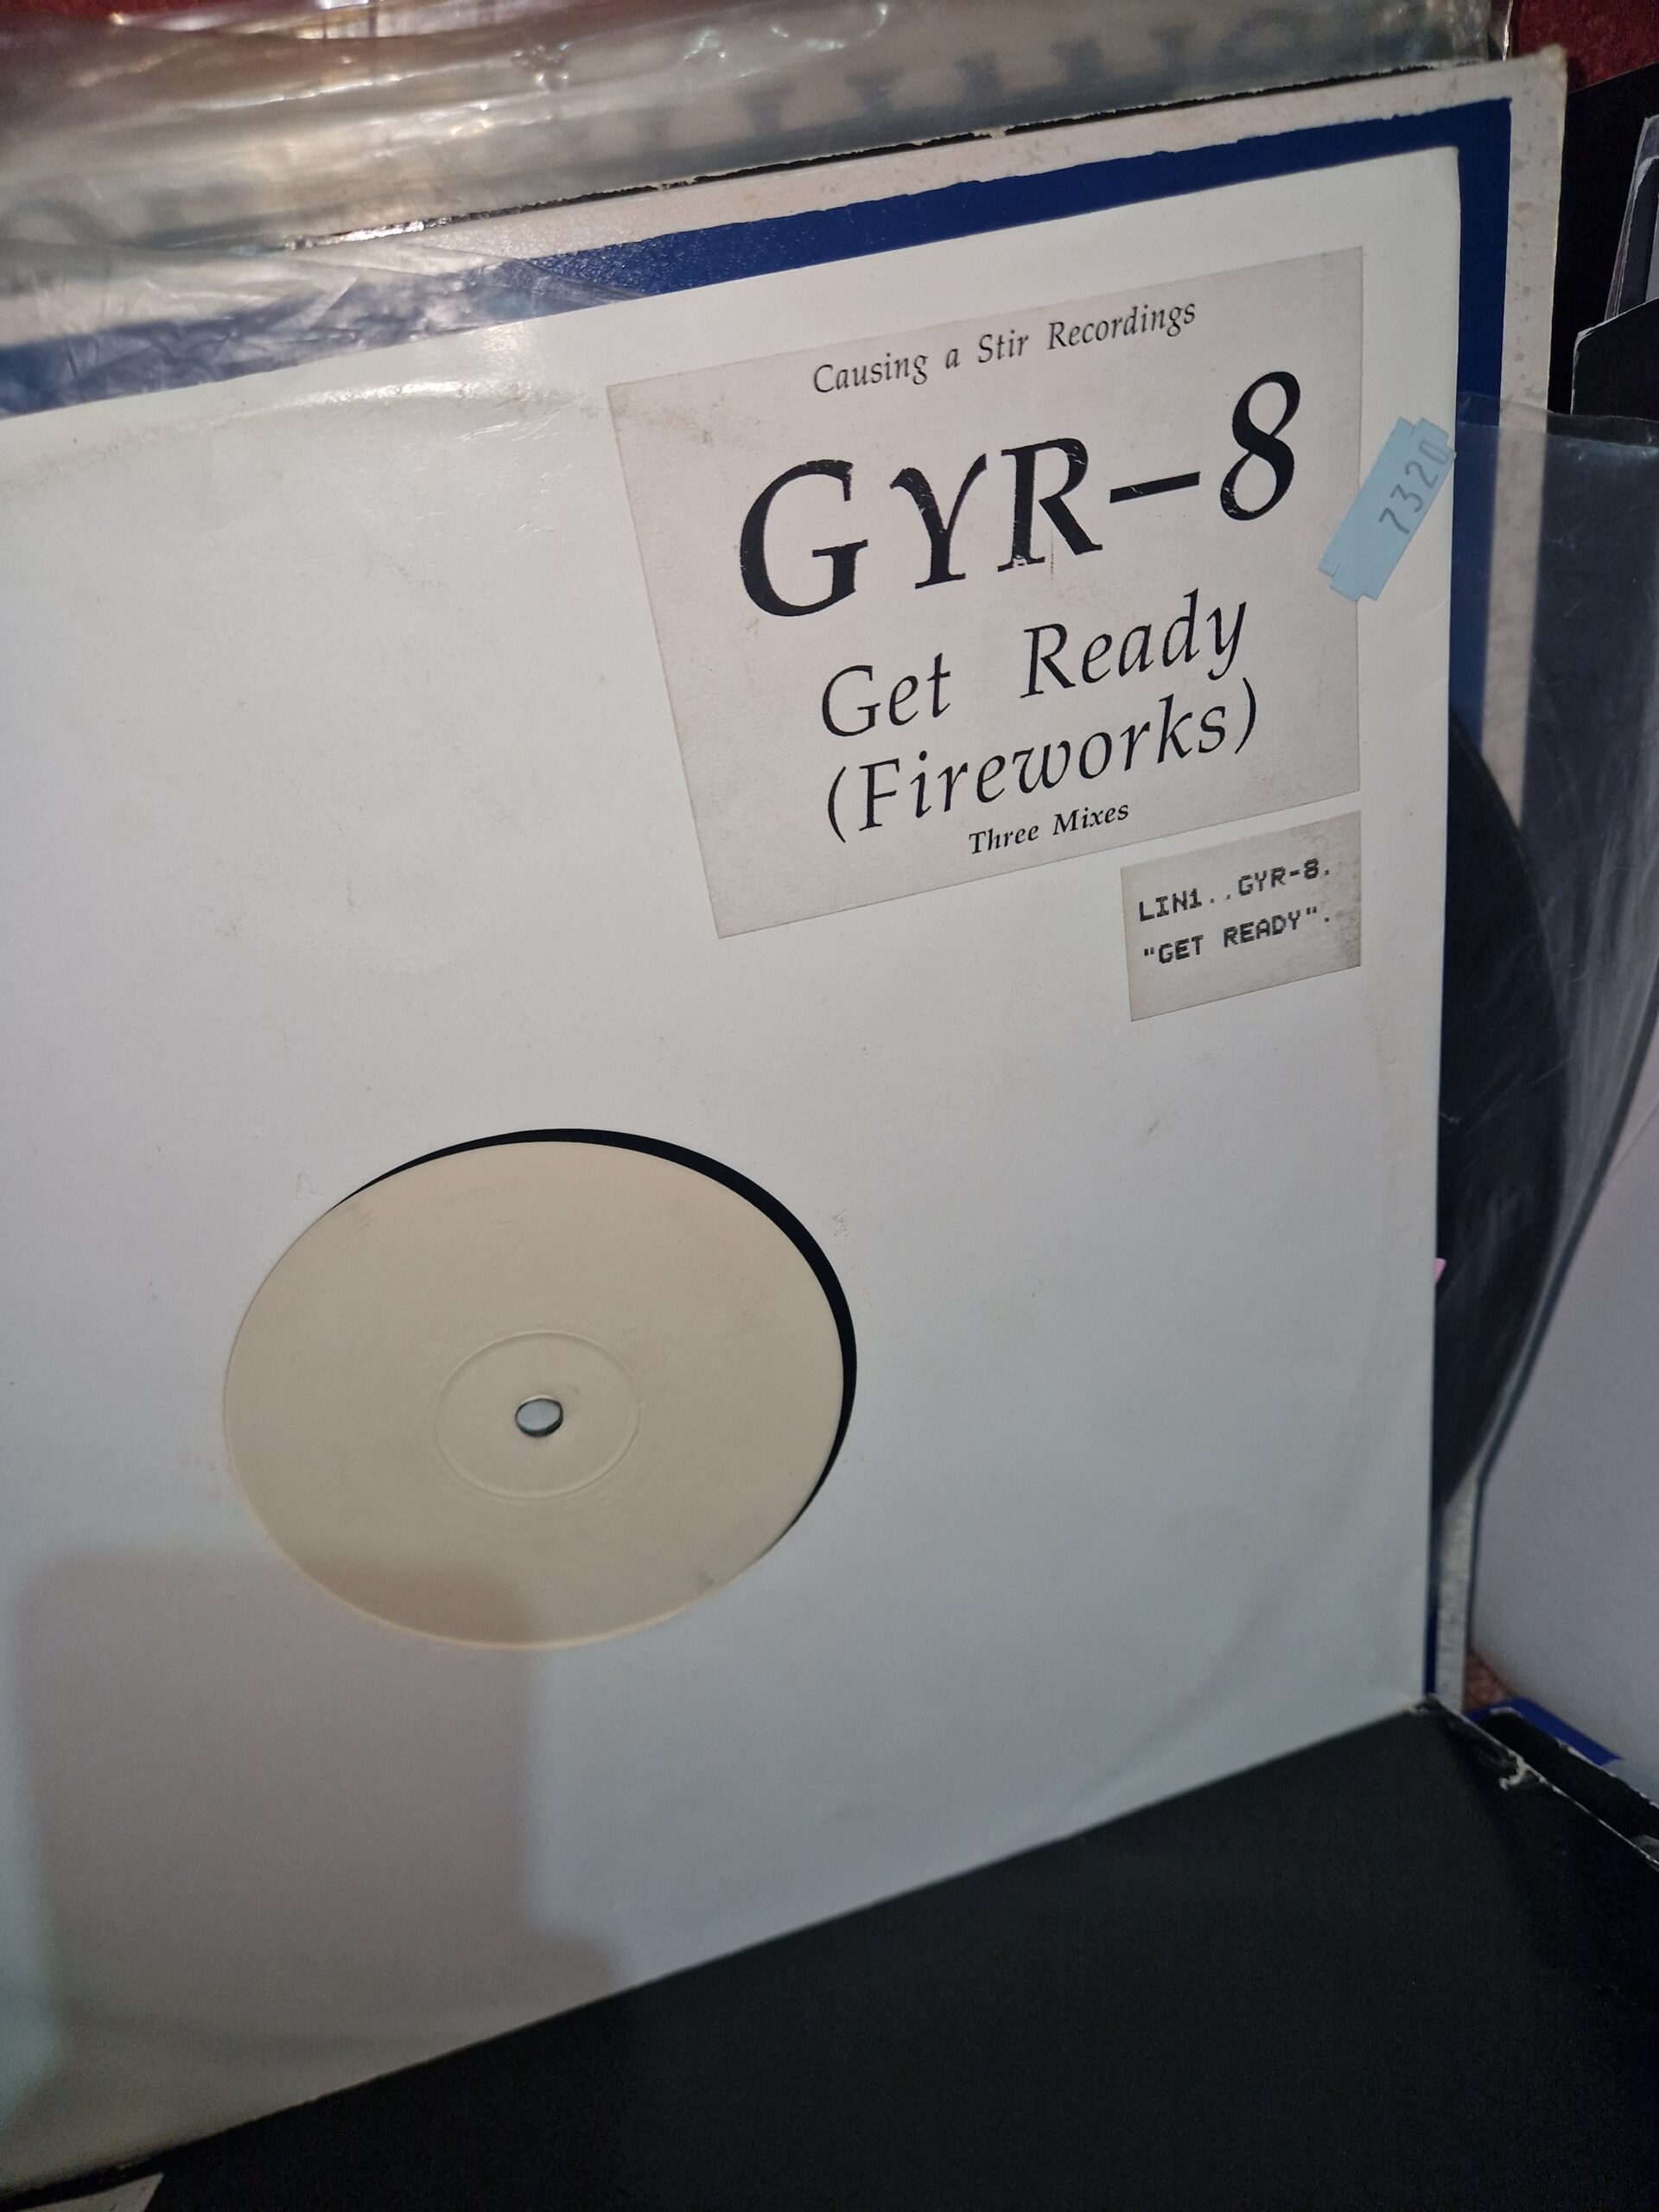 Causing a Stir Recordings
GYR-8
7320
Get Ready
(Fireworks)
Three Mixes
LIN1..GYR-8.
"GET READY".